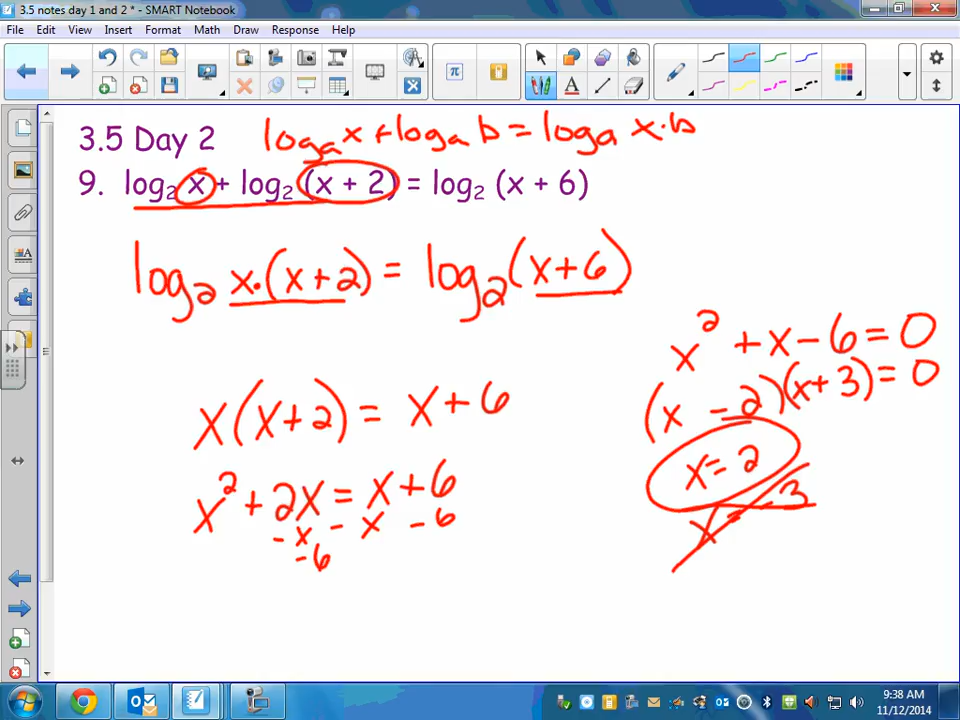 3.5 notes day 1 and 2 * - SMART Notebook
File Edit View Insert Format Math Draw Response Help
3.5 Day 2 logₐ x + logₐ b = logₐ x·b
9. log₂ x + log₂ (x + 2) = log₂ (x + 6)
log₂ x·(x+2) = log₂(x+6)
x(x+2) = x+6
x² + 2x = x + 6
-x - x - 6
-6
x² + x - 6 = 0
(x - 2)(x + 3) = 0
x = 2
x = -3
9:38 AM
11/12/2014